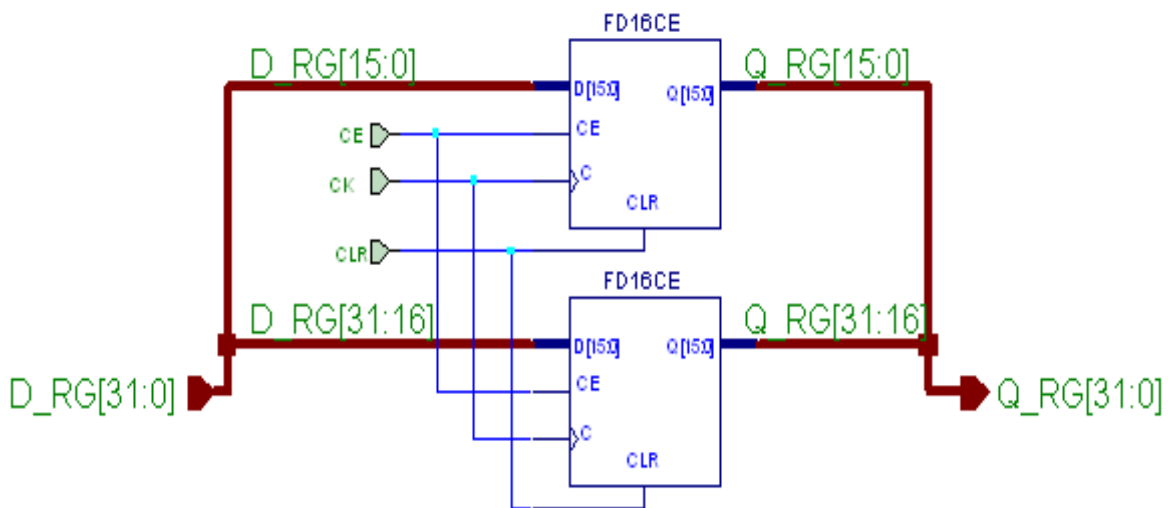 FD16CE
D_RG[15:0]
Q_RG[15:0]
D[15:0]
Q[15:0]
CE
CE
CK
C
CLR
CLR
FD16CE
D_RG[31:16]
Q_RG[31:16]
D[15:0]
Q[15:0]
CE
D_RG[31:0]
Q_RG[31:0]
C
CLR